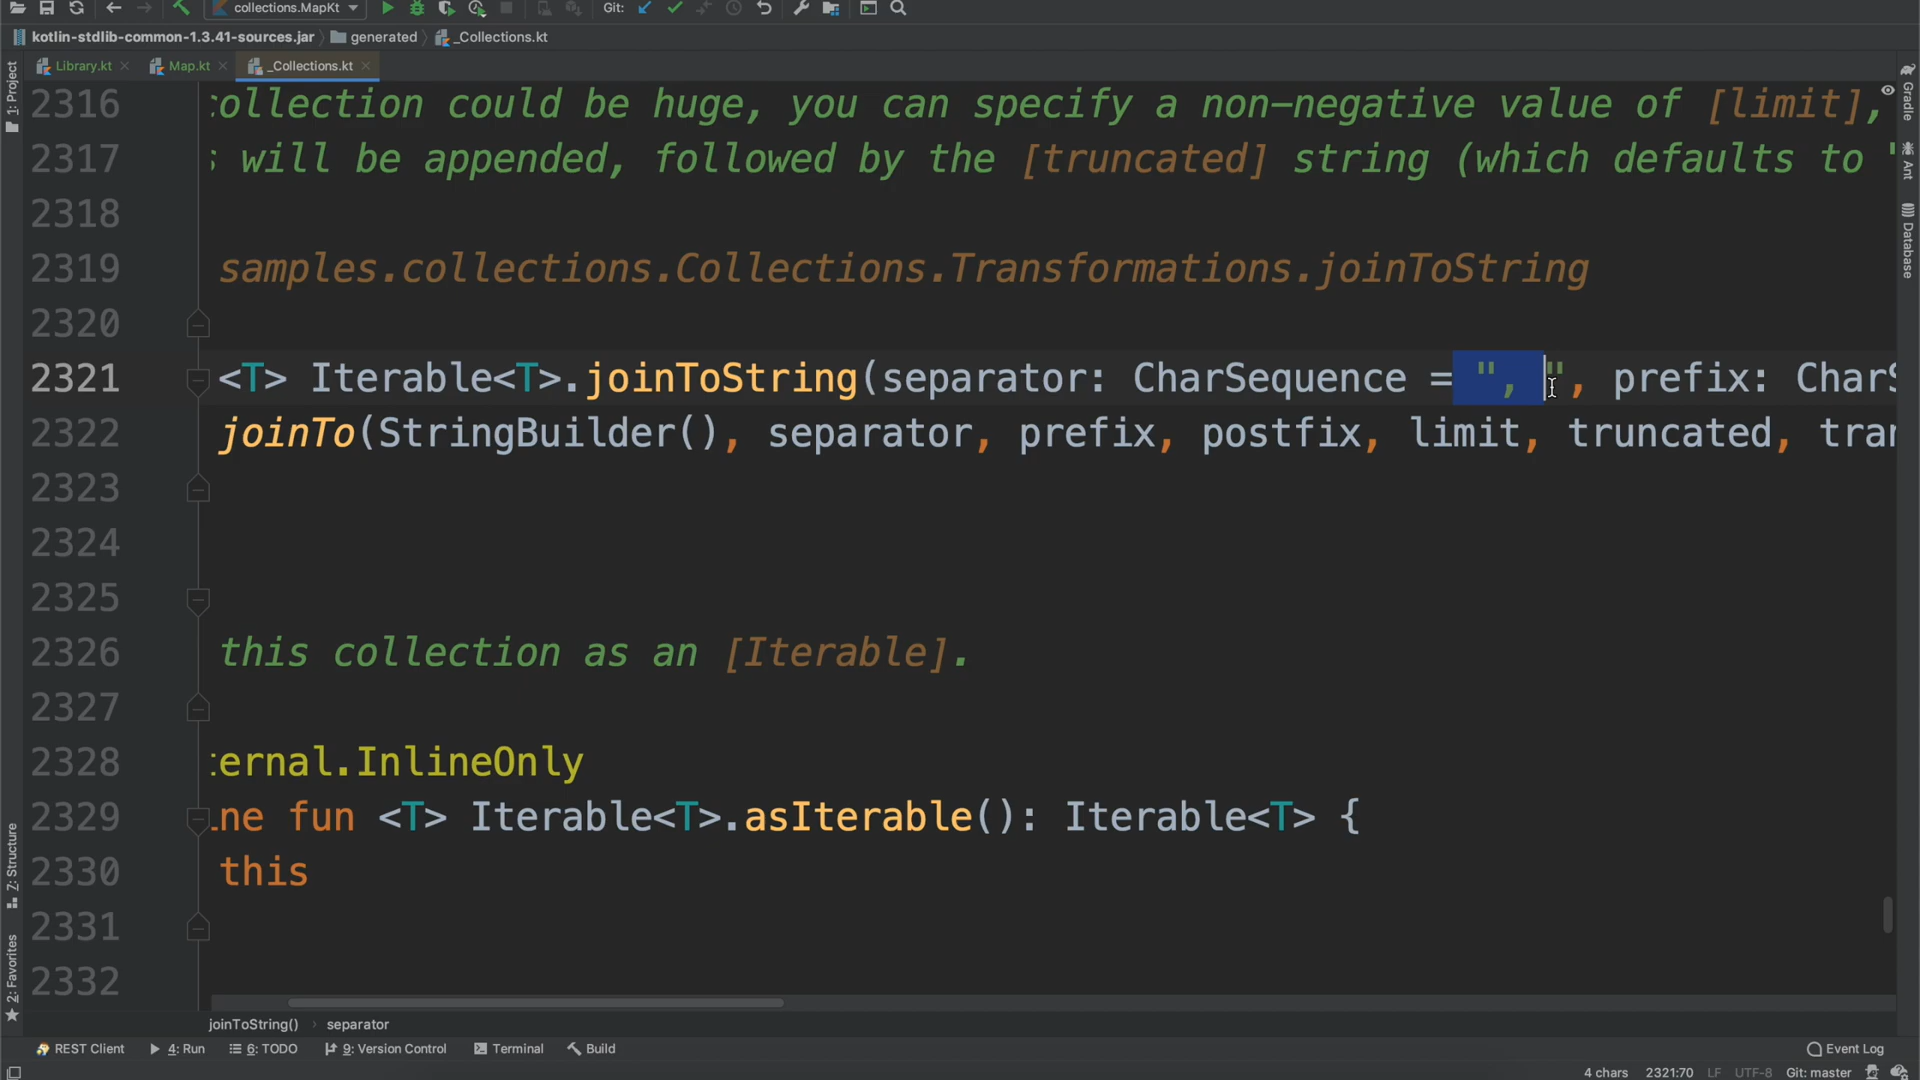 collections.MapKt
Git:
kotlin-stdlib-common-1.3.41-sources.jar generated _Collections.kt
Library.kt Map.kt _Collections.kt
1: Project
Gradle
Ant
Database
2316 collection could be huge, you can specify a non-negative value of [limit],
2317 s will be appended, followed by the [truncated] string (which defaults to "
2318
2319 samples.collections.Collections.Transformations.joinToString
2320
2321 <T> Iterable<T>.joinToString(separator: CharSequence = ", ", prefix: CharS
2322 joinTo(StringBuilder(), separator, prefix, postfix, limit, truncated, tran
2323
2324
2325
2326 this collection as an [Iterable].
2327
2328 ternal.InlineOnly
2329 ine fun <T> Iterable<T>.asIterable(): Iterable<T> {
2330 this
2331
2332
Z: Structure
2: Favorites
joinToString() separator
REST Client 4: Run 6: TODO 9: Version Control Terminal Build Event Log
4 chars 2321:70 LF UTF-8 Git: master